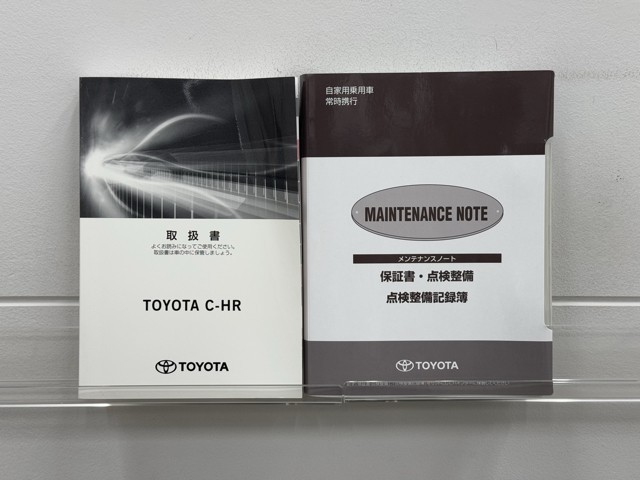 取扱書
よくお読みになってご使用ください。
取扱書は車の中に保管しましょう。
TOYOTA C-HR
TOYOTA
自家用乗用車
常時携行
MAINTENANCE NOTE
メンテナンスノート
保証書・点検整備
点検整備記録簿
TOYOTA